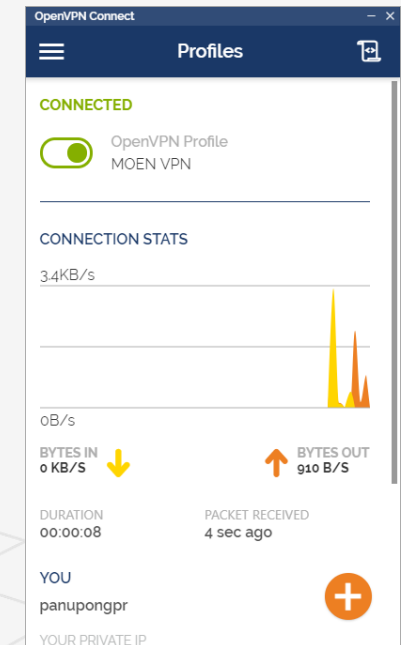 OpenVPN Connect
Profiles
CONNECTED
OpenVPN Profile
MOEN VPN
CONNECTION STATS
3.4KB/s
0B/s
BYTES IN
0 KB/S
BYTES OUT
910 B/S
DURATION
00:00:08
PACKET RECEIVED
4 sec ago
YOU
panupongpr
YOUR PRIVATE IP